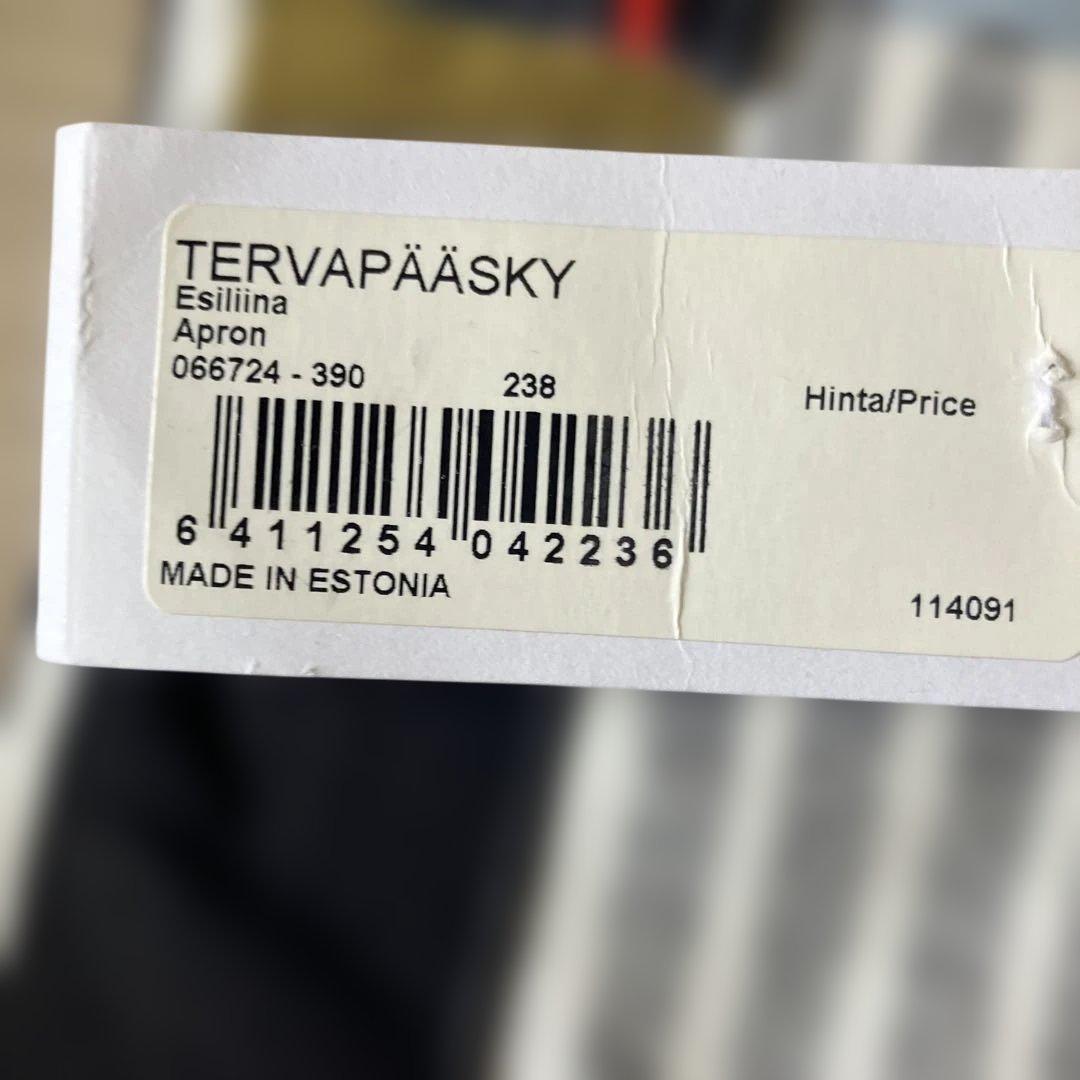 TERVAPÄÄSKY
Esiliina
Apron
066724 - 390 238
Hinta/Price
6 411254 042236
MADE IN ESTONIA
114091